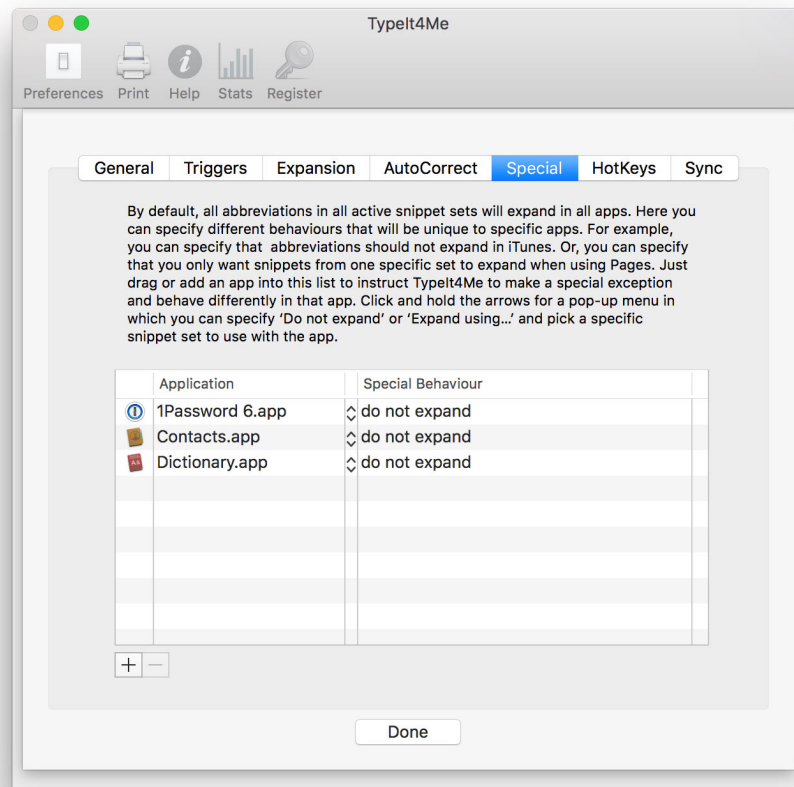 TypeIt4Me
Preferences Print Help Stats Register
General Triggers Expansion AutoCorrect Special HotKeys Sync
By default, all abbreviations in all active snippet sets will expand in all apps. Here you
can specify different behaviours that will be unique to specific apps. For example,
you can specify that  abbreviations should not expand in iTunes. Or, you can specify
that you only want snippets from one specific set to expand when using Pages. Just
drag or add an app into this list to instruct TypeIt4Me to make a special exception
and behave differently in that app. Click and hold the arrows for a pop-up menu in
which you can specify ‘Do not expand’ or ‘Expand using...’ and pick a specific
snippet set to use with the app.
Application Special Behaviour
1Password 6.app do not expand
Contacts.app do not expand
Dictionary.app do not expand
Done